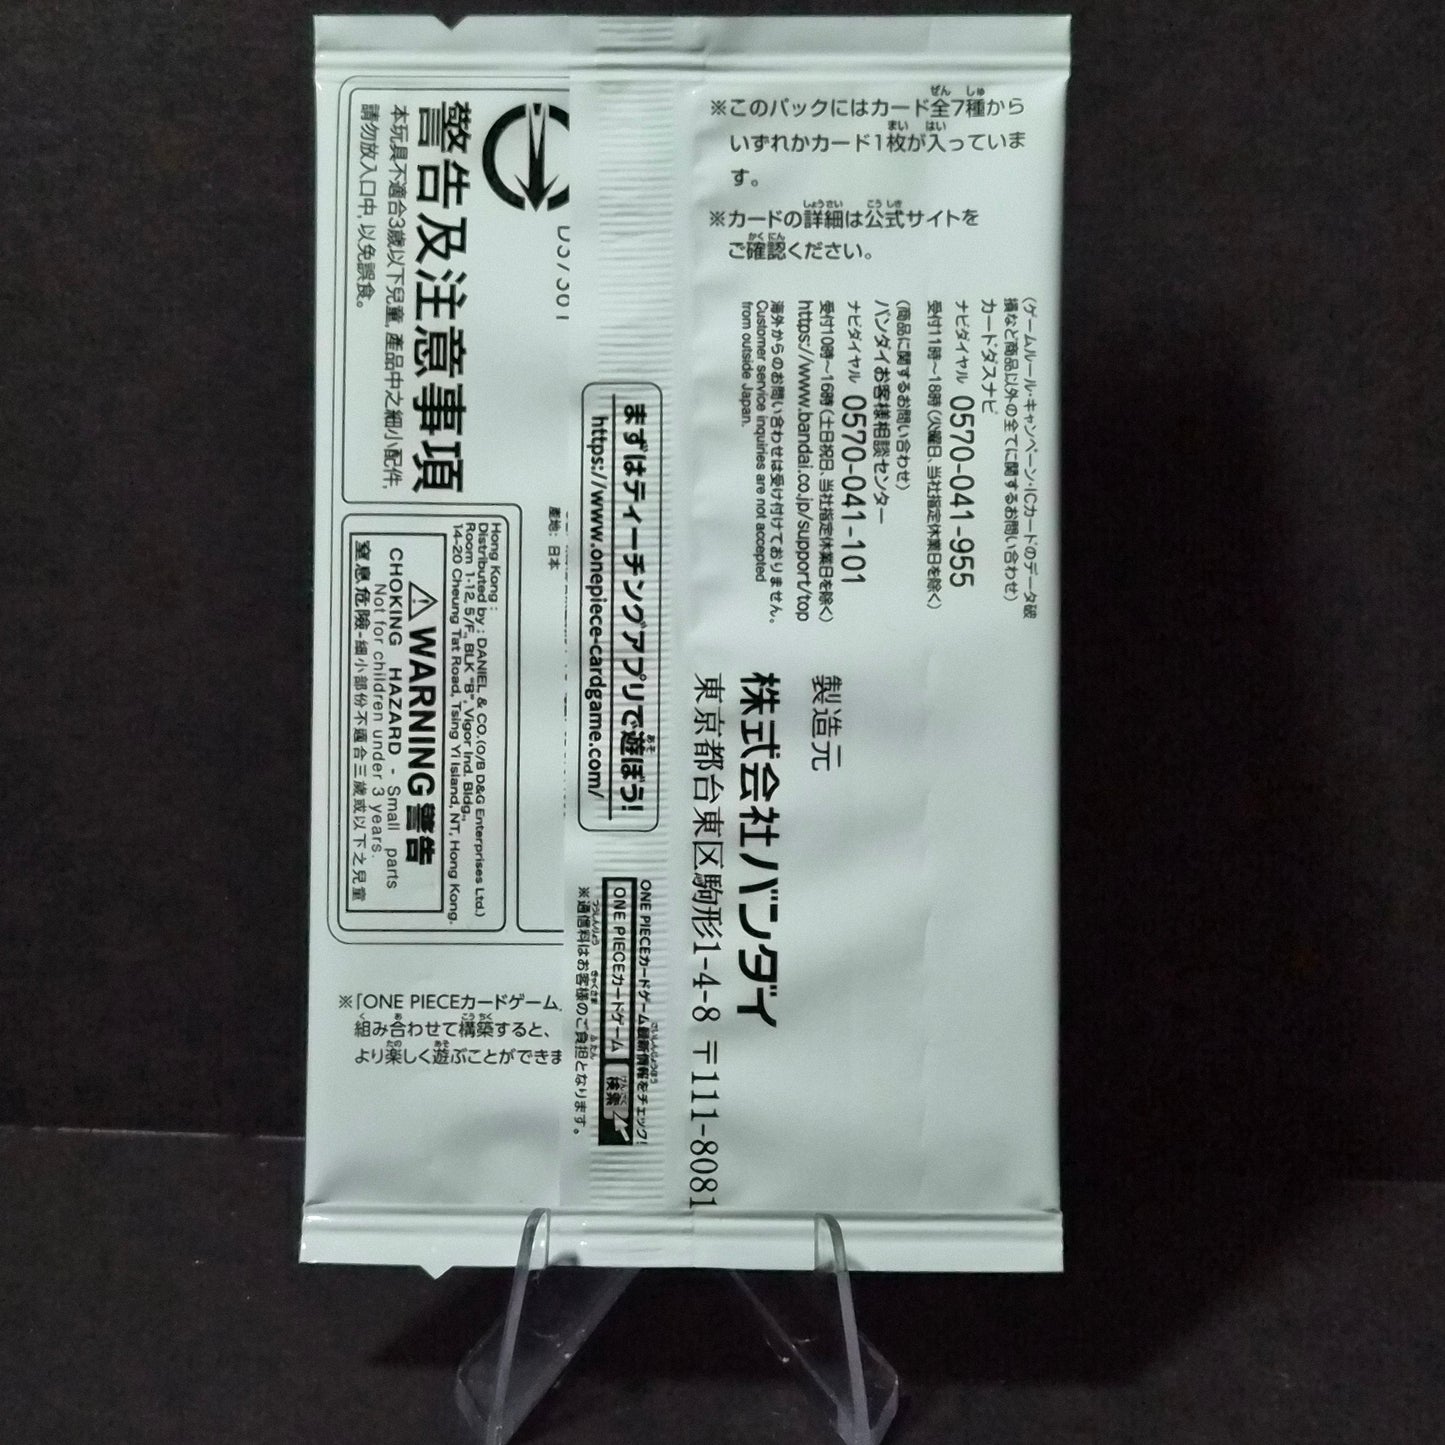 ※このパックにはカード全7種から
いずれかカード1枚が入っていま
す。
※カードの詳細は公式サイトを
ご確認ください。
(ゲームルール・キャンペーン・ICカードのデータ破
損など商品以外の全てに関するお問い合わせ)
カードダスナビ
ナビダイヤル 0570-041-955
受付11時～18時(火曜日、当社指定休業日を除く)
(商品に関するお問い合わせ)
バンダイお客様相談センター
ナビダイヤル 0570-041-101
受付10時～16時(土日祝日、当社指定休業日を除く)
https://www.bandai.co.jp/support/top
海外からのお問い合わせは受け付けておりません。
Customer service inquiries are not accepted
from outside Japan.
製造元
株式会社バンダイ
東京都台東区駒形1-4-8 〒111-8081
まずはティーチングアプリで遊ぼう!
https://www.onepiece-cardgame.com/
ONE PIECEカードゲーム最新情報をチェック!
ONE PIECEカードゲーム 検索
※通信料はお客様のご負担となります。
警告及注意事項
本玩具不適合3歲以下兒童,產品中之細小配件,
請勿放入口中,以免誤食。
產地: 日本
Hong Kong :
Distributed by : DANIEL & CO.(O/B D&G Enterprises Ltd.)
Room 1-12, 5/F., BLK "B", Vigor Ind. Bldg.,
14-20 Cheung Tat Road, Tsing Yi Island, NT, Hong Kong.
WARNING 警告
CHOKING HAZARD - Small parts
Not for children under 3 years.
窒息危險-細小部份不適合三歲或以下之兒童
※「ONE PIECEカードゲーム
組み合わせて構築すると、
より楽しく遊ぶことができま